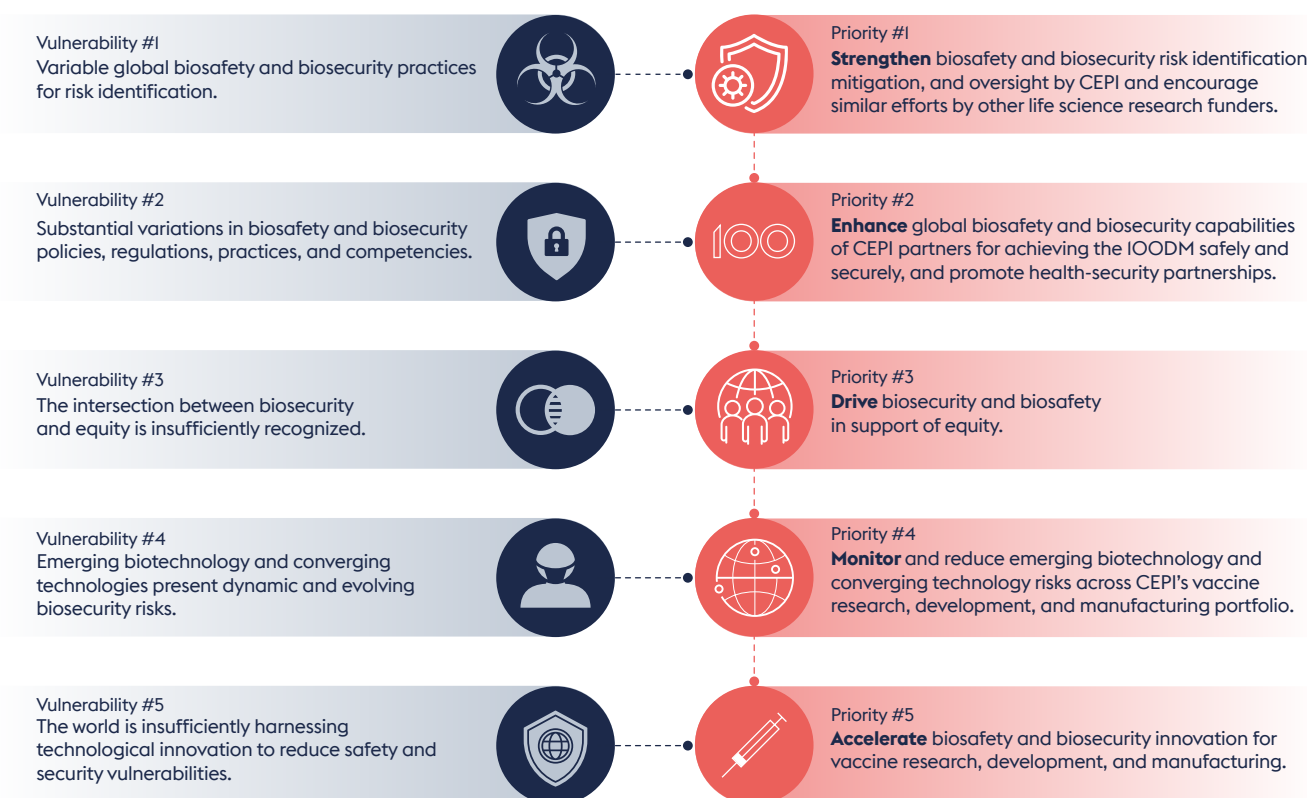 Vulnerability #1
Variable global biosafety and biosecurity practices
for risk identification.
Priority #1
Strengthen biosafety and biosecurity risk identification
mitigation, and oversight by CEPI and encourage
similar efforts by other life science research funders.
Vulnerability #2
Substantial variations in biosafety and biosecurity
policies, regulations, practices, and competencies.
100
Priority #2
Enhance global biosafety and biosecurity capabilities
of CEPI partners for achieving the 100DM safely and
securely, and promote health-security partnerships.
Vulnerability #3
The intersection between biosecurity
and equity is insufficiently recognized.
Priority #3
Drive biosecurity and biosafety
in support of equity.
Vulnerability #4
Emerging biotechnology and converging
technologies present dynamic and evolving
biosecurity risks.
Priority #4
Monitor and reduce emerging biotechnology and
converging technology risks across CEPI's vaccine
research, development, and manufacturing portfolio.
Vulnerability #5
The world is insufficiently harnessing
technological innovation to reduce safety and
security vulnerabilities.
Priority #5
Accelerate biosafety and biosecurity innovation for
vaccine research, development, and manufacturing.